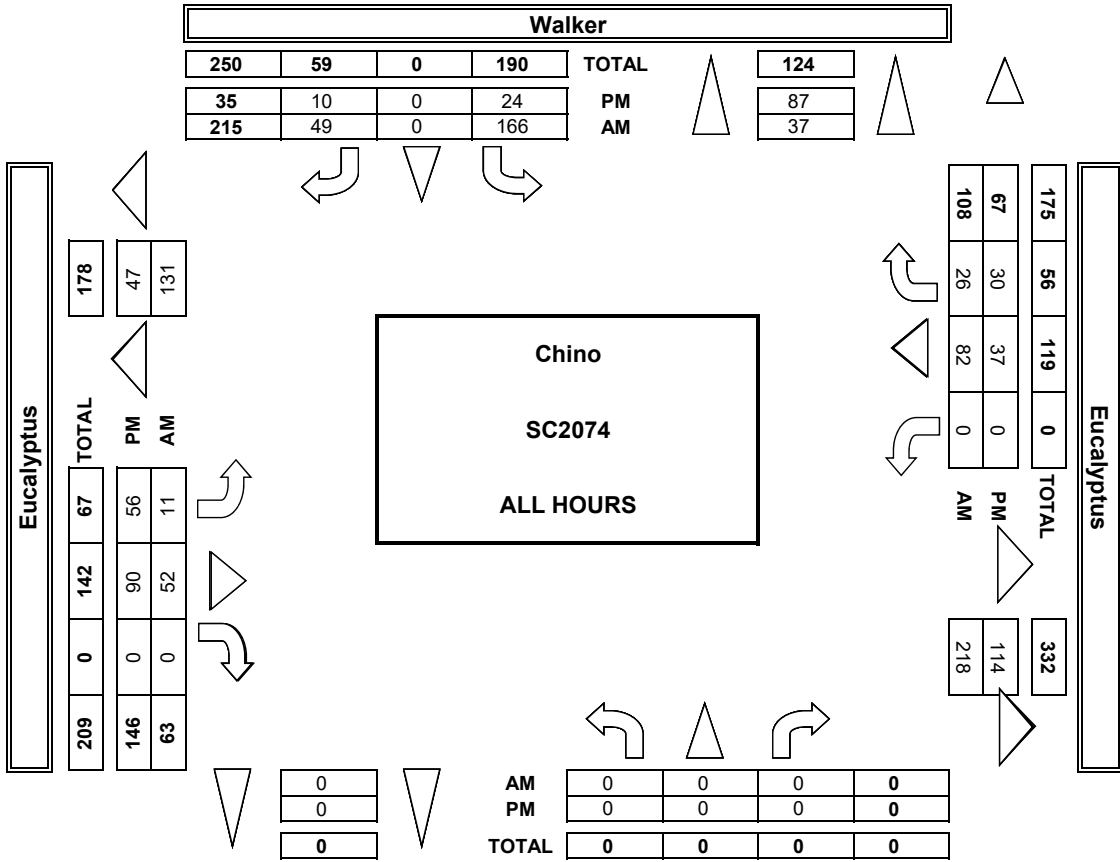 Walker
250 59 0 190 TOTAL 124
35 10 0 24 PM 87
215 49 0 166 AM 37
Eucalyptus
178 47 131
TOTAL PM AM
67 56 11
142 90 52
0 0 0
209 146 63
Chino
SC2074
ALL HOURS
108 67 175
26 30 56
82 37 119
0 0 0
AM PM TOTAL
218 114 332
Eucalyptus
0 AM 0 0 0 0
0 PM 0 0 0 0
0 TOTAL 0 0 0 0